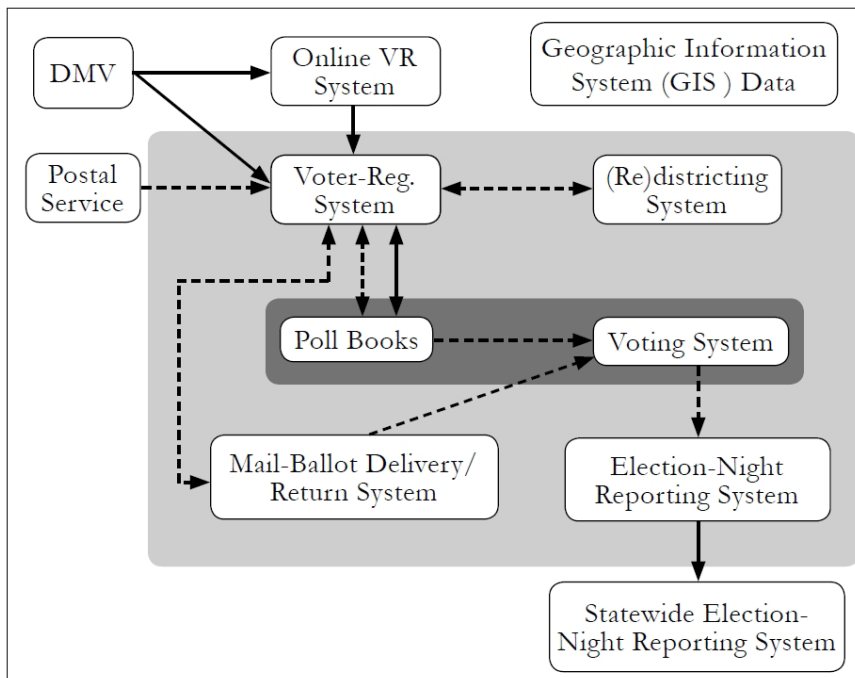 DMV
Online VR
System
Geographic Information
System (GIS ) Data
Postal
Service
Voter-Reg.
System
(Re)districting
System
Poll Books
Voting System
Mail-Ballot Delivery/
Return System
Election-Night
Reporting System
Statewide Election-
Night Reporting System